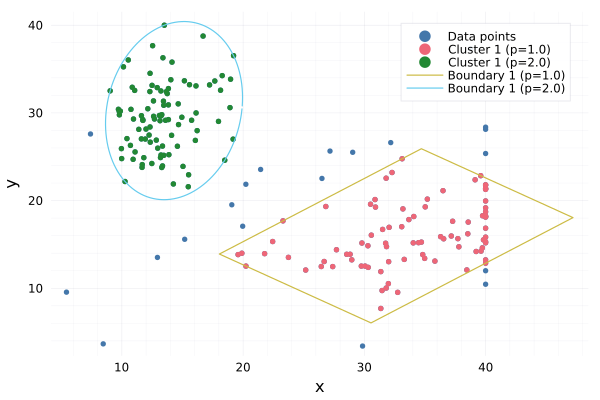 40
30
20
10
y
10
20
30
40
x
Data points
Cluster 1 (p=1.0)
Cluster 1 (p=2.0)
Boundary 1 (p=1.0)
Boundary 1 (p=2.0)